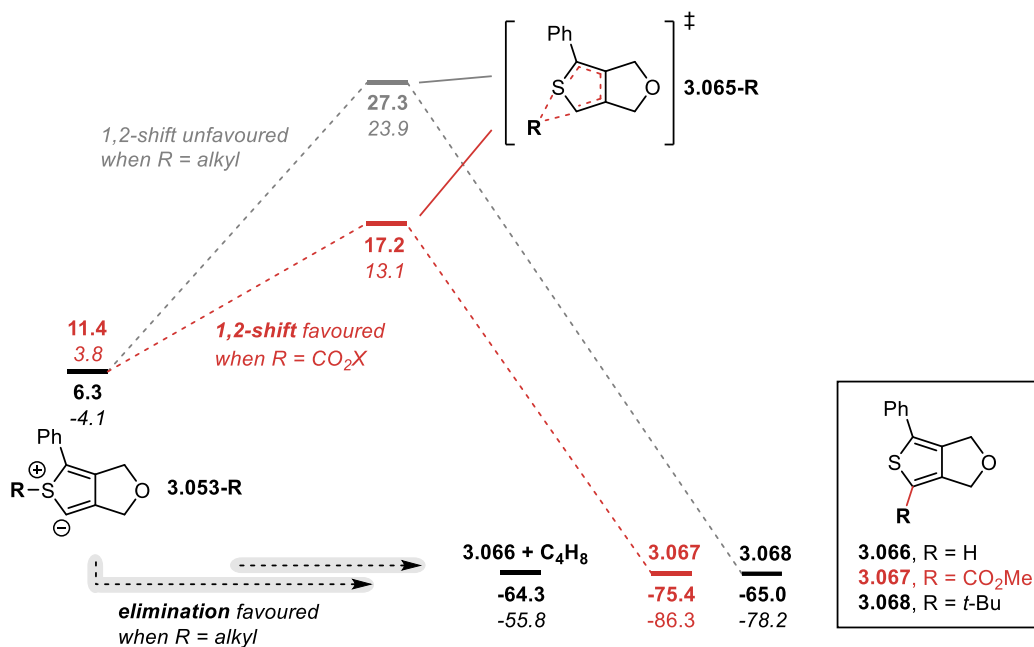 Ph
S
O
R
‡
3.065-R
27.3
23.9
1,2-shift unfavoured
when R = alkyl
17.2
13.1
11.4
3.8
6.3
-4.1
1,2-shift favoured
when R = CO₂X
Ph
+
R–S
O
–
3.053-R
elimination favoured
when R = alkyl
3.066 + C₄H₈
-64.3
-55.8
3.067
-75.4
-86.3
3.068
-65.0
-78.2
Ph
S
O
R
3.066, R = H
3.067, R = CO₂Me
3.068, R = t-Bu